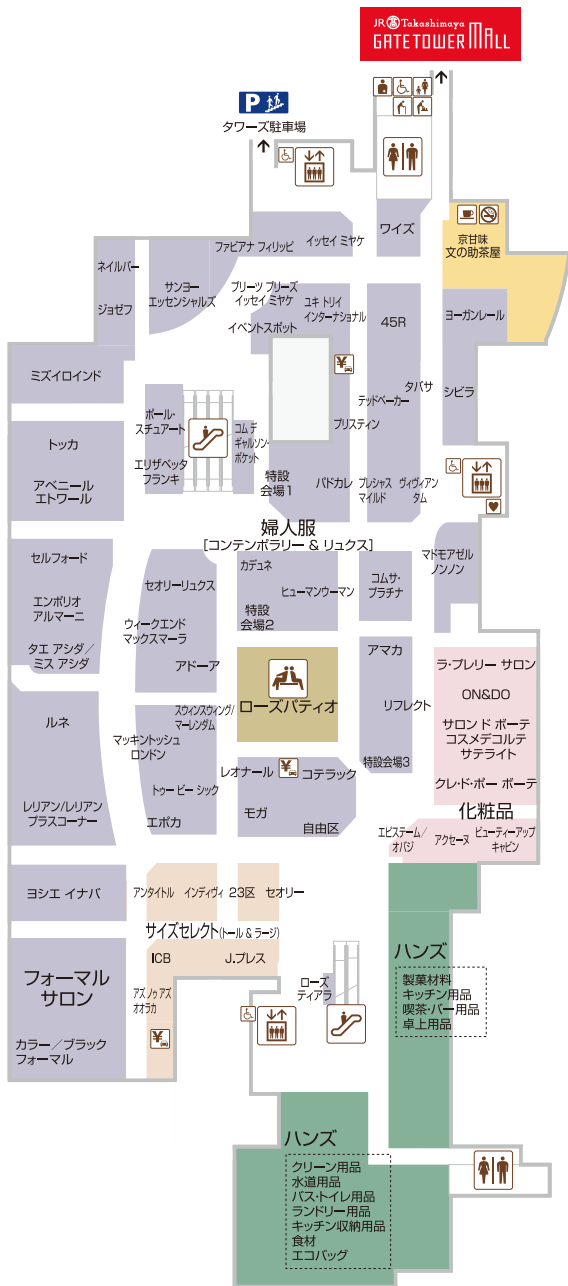 JR 髙 Takashimaya
GATETOWER MALL
P
タワーズ駐車場
ワイズ
ファビアナ フィリッピ
イッセイ ミヤケ
京甘味
文の助茶屋
ネイルバー
サンヨー
エッセンシャルズ
ジョゼフ
プリーツ プリーズ
イッセイ ミヤケ
ユキ トリイ
インターナショナル
イベントスポット
45R
ヨーガンレール
ミズイロインド
¥
テッドベーカー
タバサ
シビラ
ポール・
スチュアート
コム デ
ギャルソン・
ポケット
プリスティン
トッカ
エリザベッタ
フランキ
アベニール
エトワール
特設
会場1
パドカレ
プレシャス
マイルド
ヴィヴィアン
タム
婦人服
[コンテンポラリー & リュクス]
マドモアゼル
ノンノン
セルフォード
カデュネ
セオリーリュクス
ヒューマンウーマン
コムサ・
プラチナ
エンポリオ
アルマーニ
特設
会場2
ウィークエンド
マックスマーラ
タエ アシダ/
ミス アシダ
アドーア
アマカ
ラ・プレリー サロン
ON&DO
スウィンスウィング/
マーレンダム
ローズパティオ
リフレクト
ルネ
サロン ド ボーテ
コスメデコルテ
サテライト
マッキントッシュ
ロンドン
特設会場3
レオナール
¥
コテラック
トゥー ビー シック
クレ・ド・ポー ボーテ
レリアン/レリアン
プラスコーナー
モガ
エポカ
自由区
化粧品
エピステーム/
オバジ
アクセーヌ
ビューティーアップ
キャビン
ヨシエ イナバ
アンタイトル
インディヴィ
23区
セオリー
サイズセレクト(トール & ラージ)
ICB
J.プレス
フォーマル
サロン
アズ ノゥ アズ
オオラカ
¥
ローズ
ティアラ
カラー/ブラック
フォーマル
ハンズ
製菓材料
キッチン用品
喫茶・バー用品
卓上用品
ハンズ
クリーン用品
水道用品
バス・トイレ用品
ランドリー用品
キッチン収納用品
食材
エコバッグ